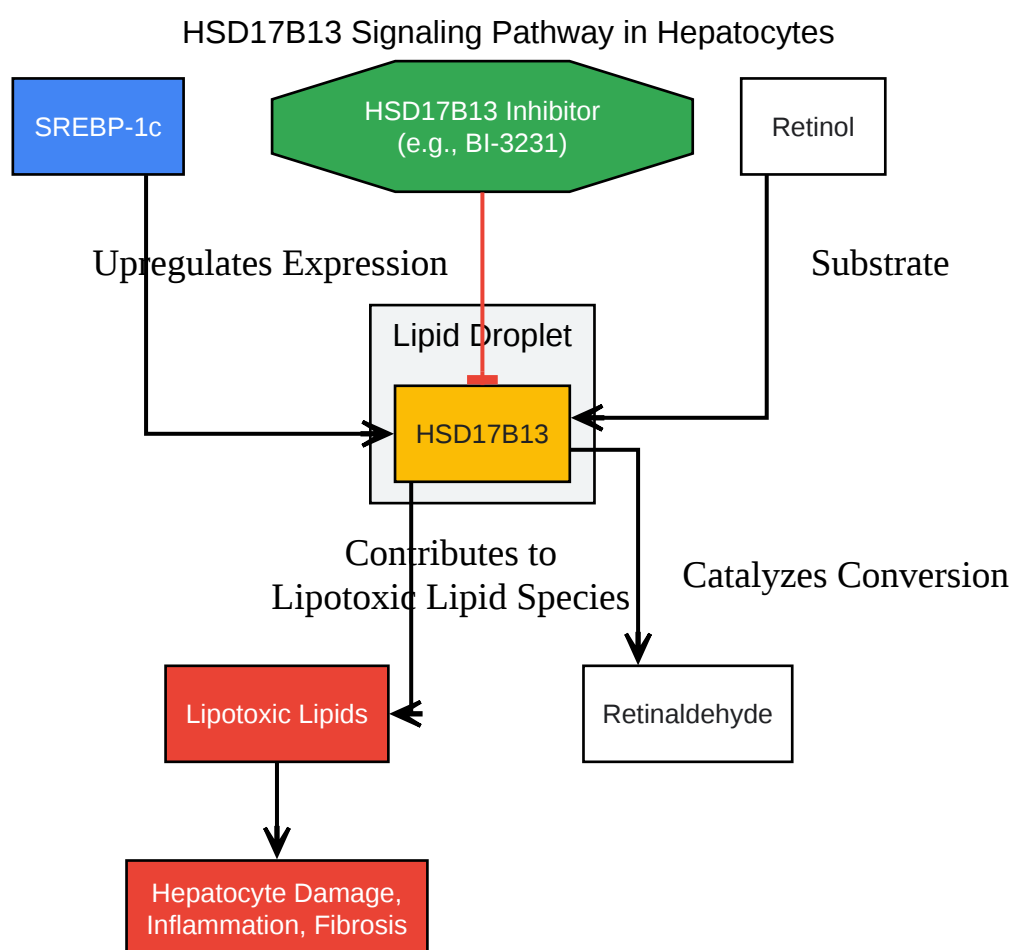 HSD17B13 Signaling Pathway in Hepatocytes
SREBP-1c
HSD17B13 Inhibitor
(e.g., BI-3231)
Retinol
Upregulates Expression
Substrate
Lipid Droplet
HSD17B13
Contributes to
Lipotoxic Lipid Species
Catalyzes Conversion
Lipotoxic Lipids
Retinaldehyde
Hepatocyte Damage,
Inflammation, Fibrosis